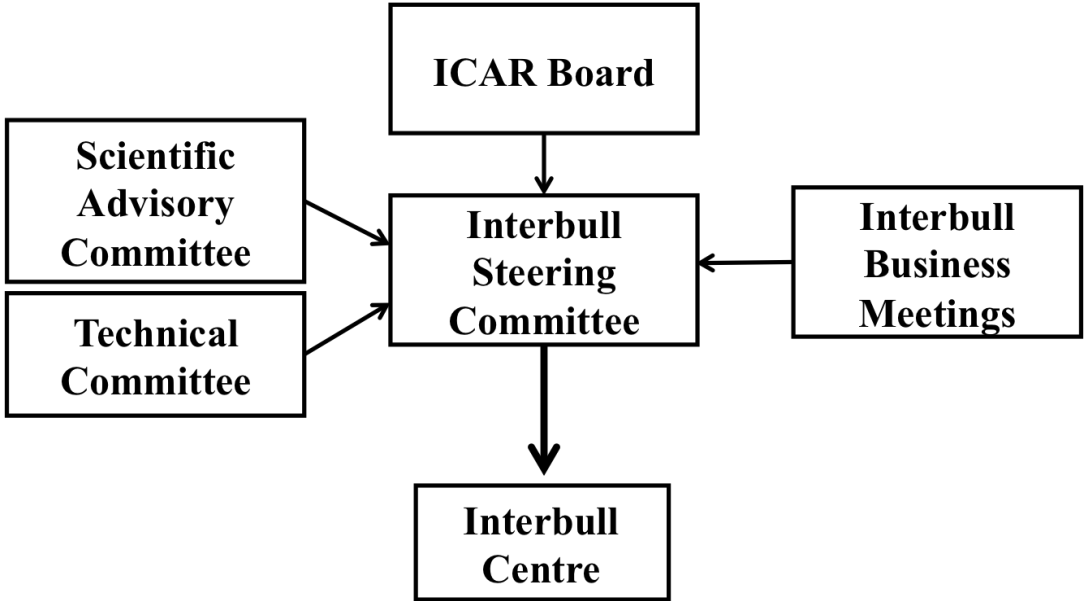 ICAR Board
Scientific
Advisory
Committee
Interbull
Steering
Committee
Interbull
Business
Meetings
Technical
Committee
Interbull
Centre